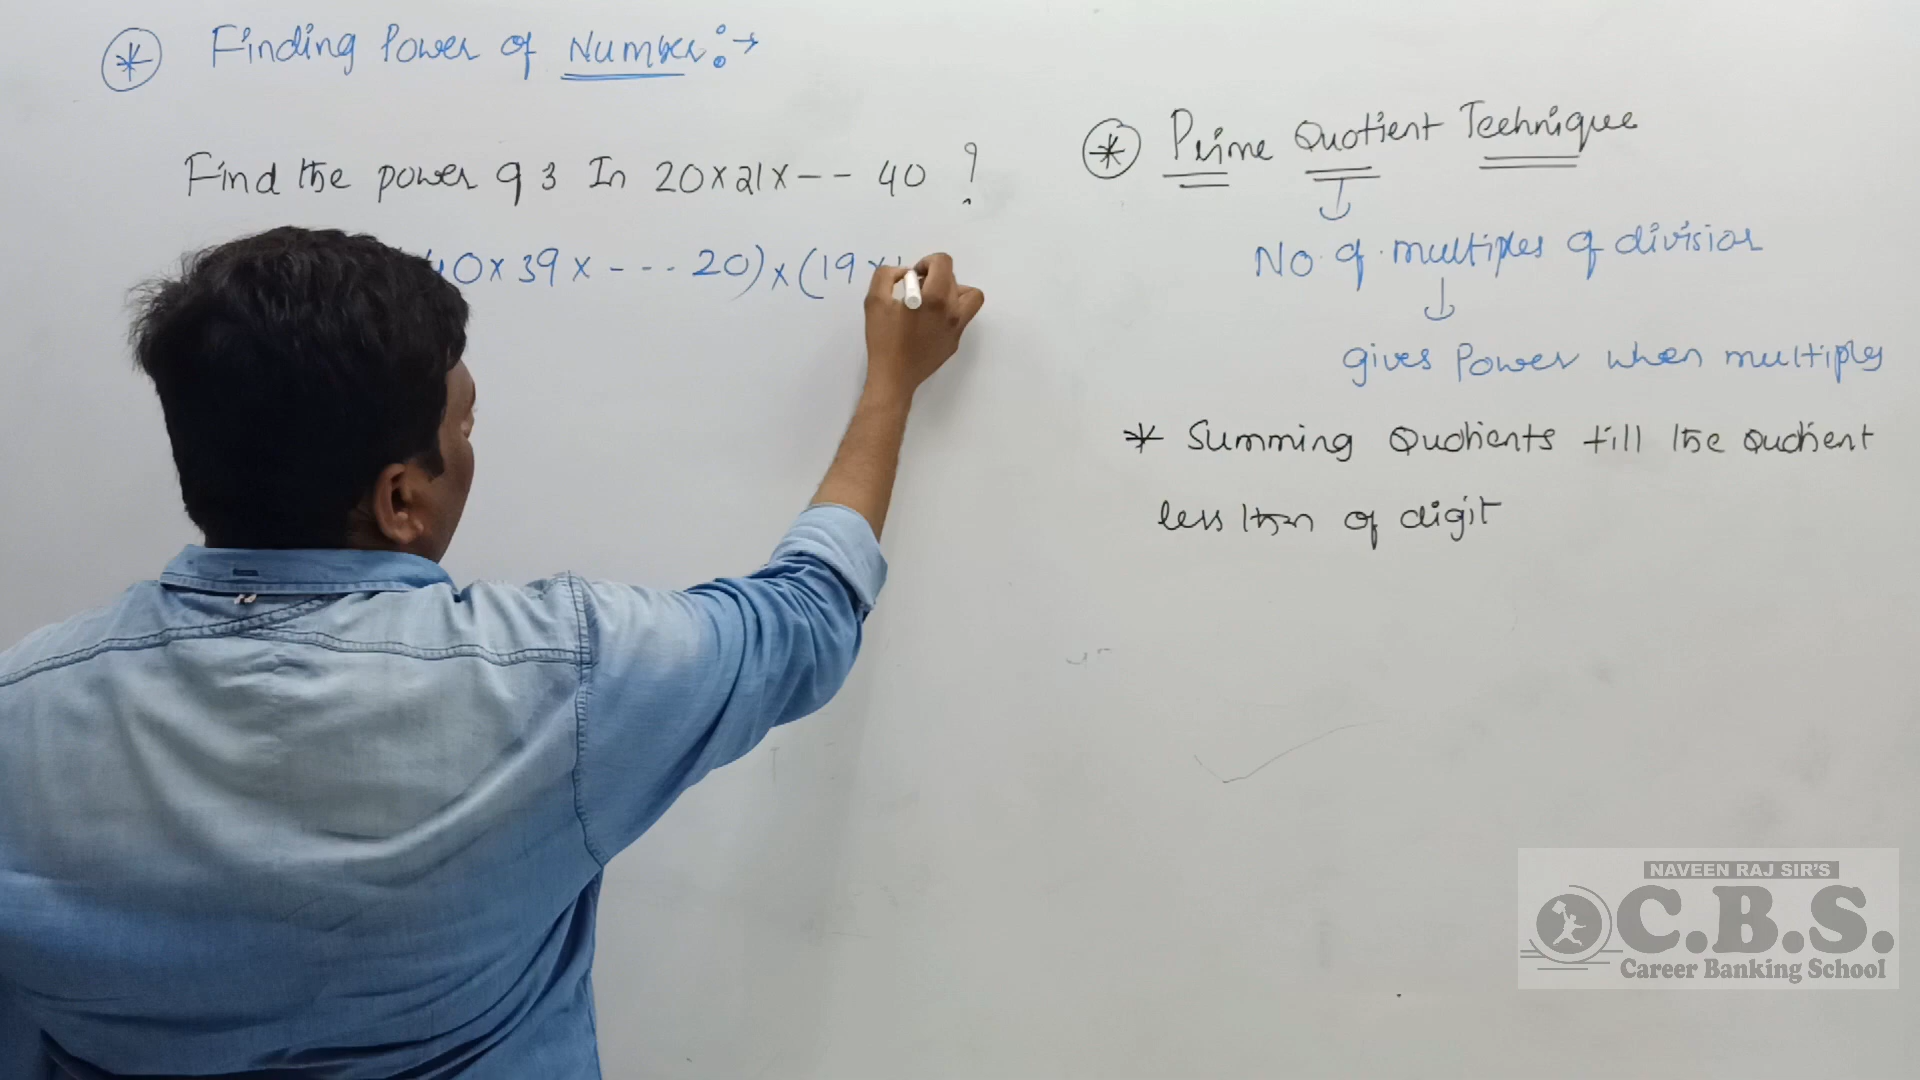 * Finding Power of Number:→
Find the power of 3 In 20×21×-- 40 ?
40×39×---- 20)×(19×
* Prime Quotient Technique
No. of multiples of division
gives Power when multiples
* Summing Quotients till the Quotient
less than of digit
NAVEEN RAJ SIR'S
C.B.S.
Career Banking School